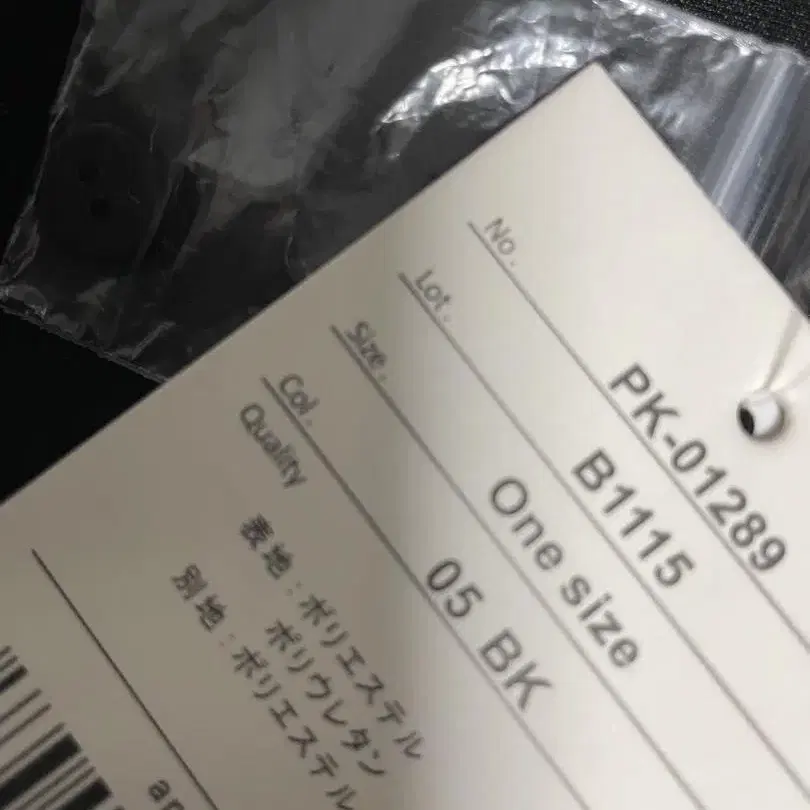 No. PK-01289
Lot. B1115
Size. One size
Col. 05 BK
Quality
表地:ポリエステル
ポリウレタン
別地:ポリエステル